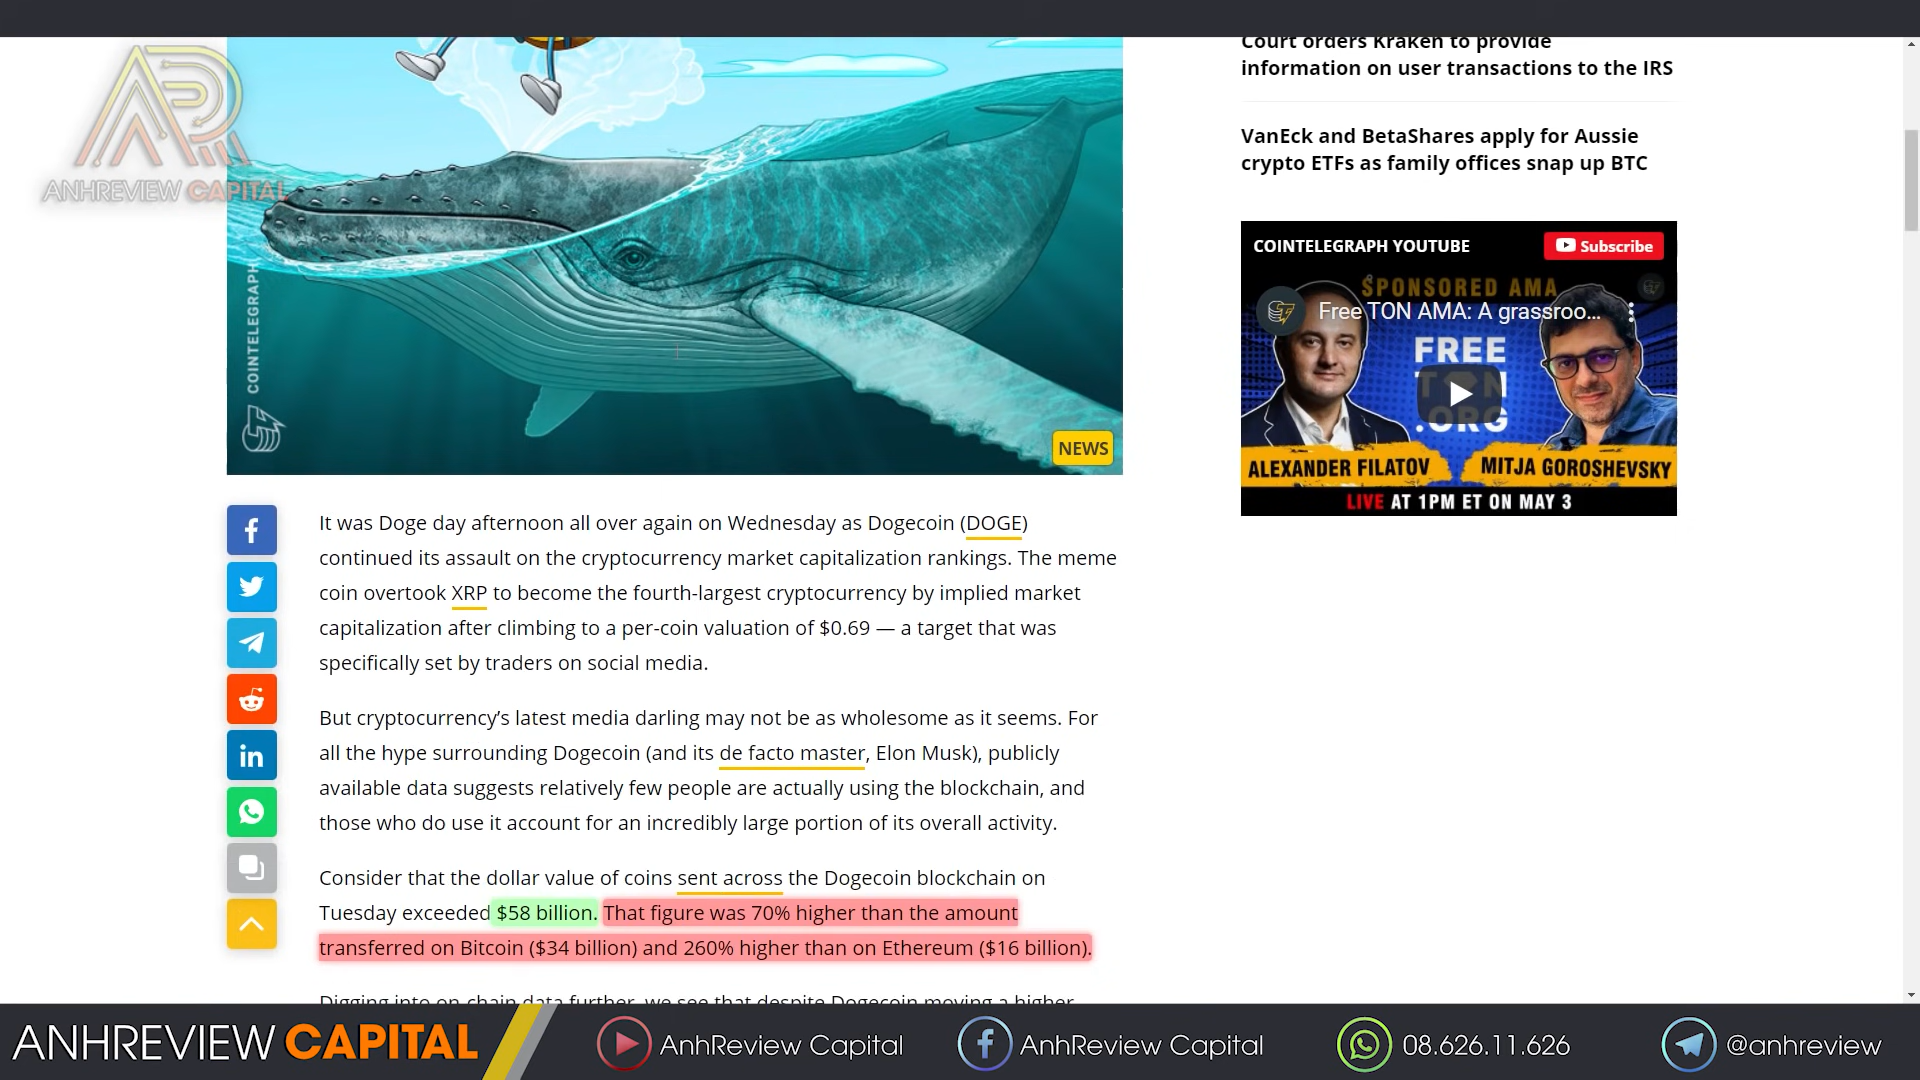 ANHREVIEW CAPITAL
COINTELEGRAPH
NEWS
It was Doge day afternoon all over again on Wednesday as Dogecoin (DOGE)
continued its assault on the cryptocurrency market capitalization rankings. The meme
coin overtook XRP to become the fourth-largest cryptocurrency by implied market
capitalization after climbing to a per-coin valuation of $0.69 — a target that was
specifically set by traders on social media.
But cryptocurrency’s latest media darling may not be as wholesome as it seems. For
all the hype surrounding Dogecoin (and its de facto master, Elon Musk), publicly
available data suggests relatively few people are actually using the blockchain, and
those who do use it account for an incredibly large portion of its overall activity.
Consider that the dollar value of coins sent across the Dogecoin blockchain on
Tuesday exceeded $58 billion. That figure was 70% higher than the amount
transferred on Bitcoin ($34 billion) and 260% higher than on Ethereum ($16 billion).
Digging into on-chain data further, we see that despite Dogecoin moving a higher
Court orders Kraken to provide
information on user transactions to the IRS
VanEck and BetaShares apply for Aussie
crypto ETFs as family offices snap up BTC
COINTELEGRAPH YOUTUBE
Subscribe
SPONSORED AMA
Free TON AMA: A grassroo...
FREE
TON
.ORG
ALEXANDER FILATOV
MITJA GOROSHEVSKY
LIVE AT 1PM ET ON MAY 3
ANHREVIEW CAPITAL
AnhReview Capital
AnhReview Capital
08.626.11.626
@anhreview